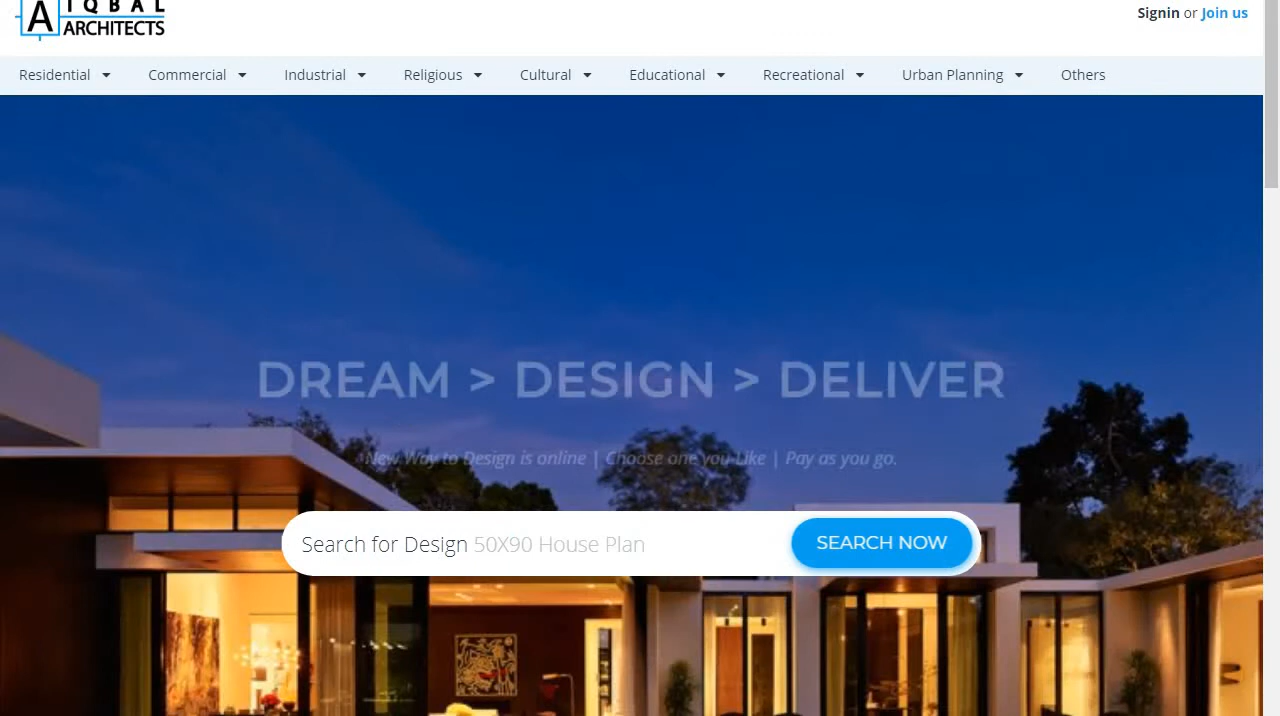 A IQBAL
ARCHITECTS
Signin or Join us
Residential Commercial Industrial Religious Cultural Educational Recreational Urban Planning Others
DREAM > DESIGN > DELIVER
New Way to Design is online | Choose one you Like | Pay as you go.
Search for Design 50X90 House Plan SEARCH NOW